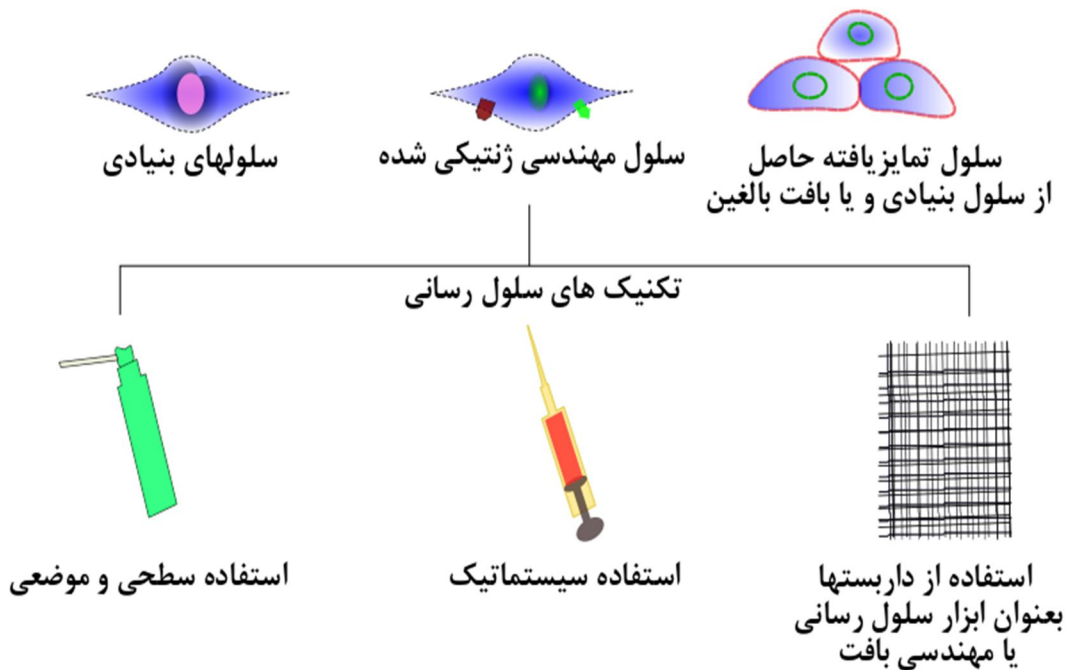 سلولهای بنیادی
سلول مهندسی ژنتیکی شده
سلول تمایزیافته حاصل
از سلول بنیادی و یا بافت بالغین
تکنیک های سلول رسانی
استفاده سطحی و موضعی
استفاده سیستماتیک
استفاده از داربستها
بعنوان ابزار سلول رسانی
یا مهندسی بافت